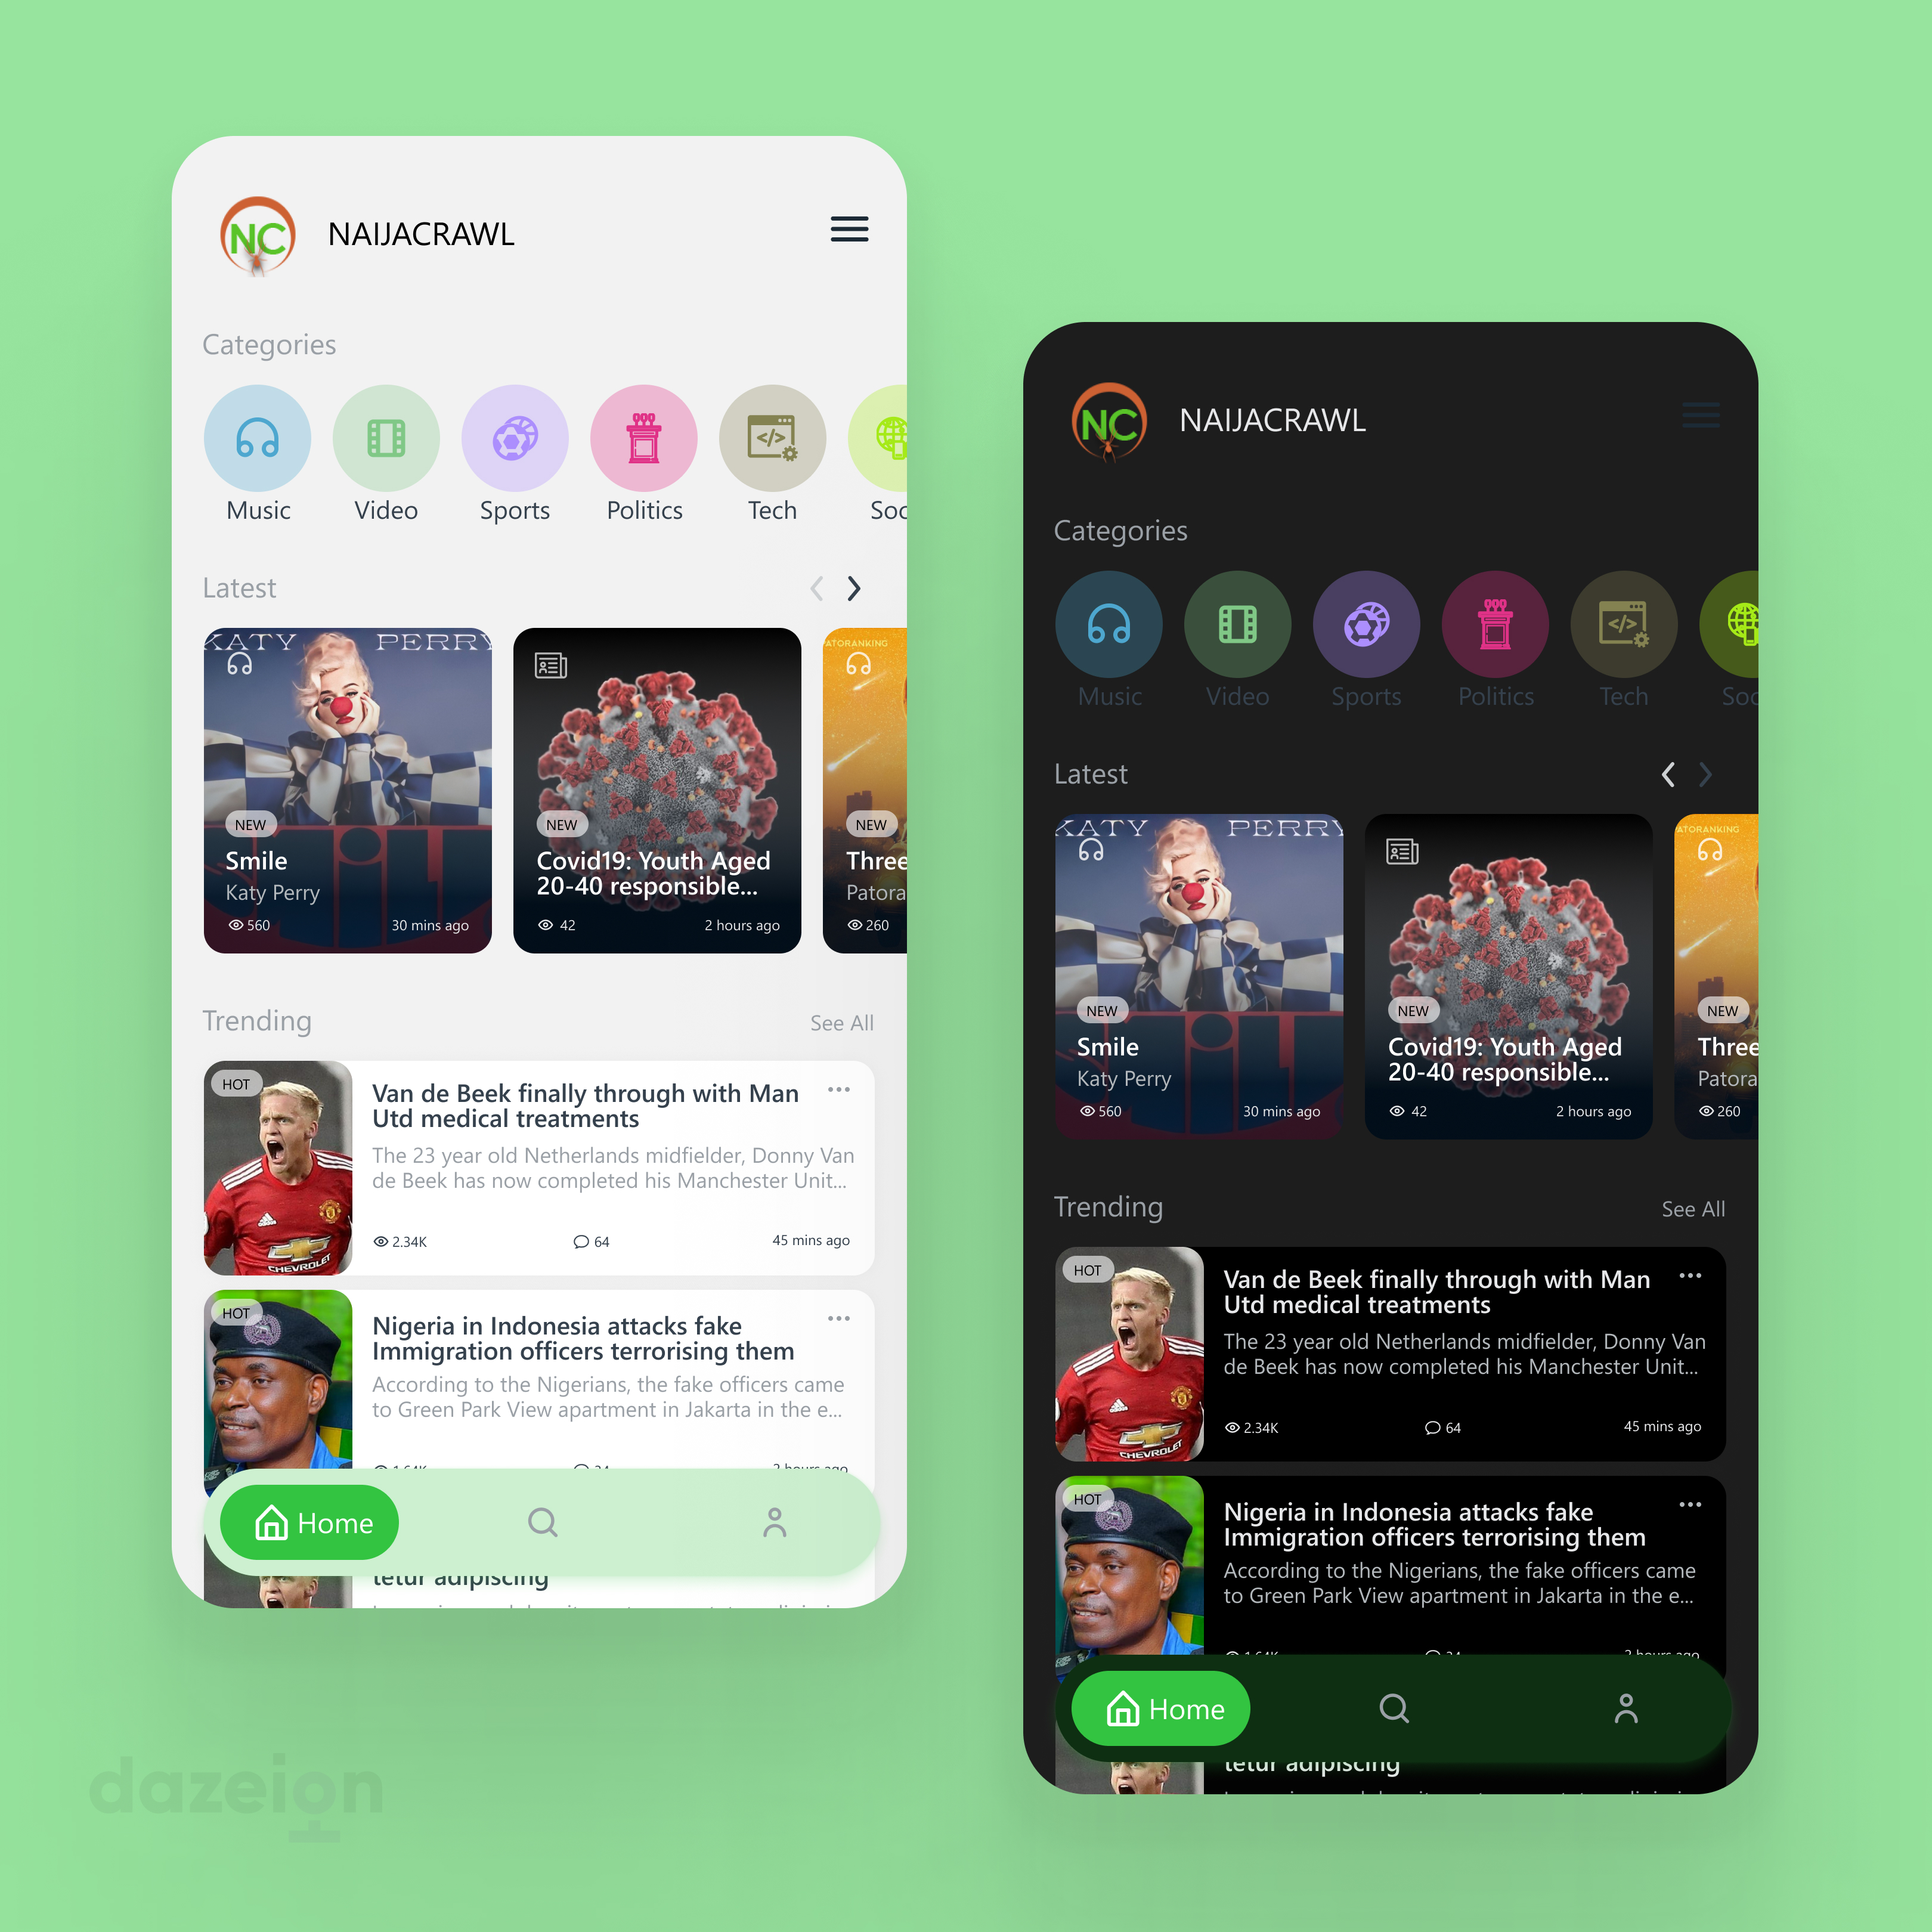 NC
NAIJACRAWL
Categories
Music
Video
Sports
Politics
Tech
Soc
Latest
KATY PERRY
NEW
Smile
Katy Perry
560
30 mins ago
NEW
Covid19: Youth Aged
20-40 responsible...
42
2 hours ago
ATORANKING
NEW
Three
Patora
260
Trending
See All
HOT
Van de Beek finally through with Man
Utd medical treatments
The 23 year old Netherlands midfielder, Donny Van
de Beek has now completed his Manchester Unit...
2.34K
64
45 mins ago
CHEVROLET
HOT
Nigeria in Indonesia attacks fake
Immigration officers terrorising them
According to the Nigerians, the fake officers came
to Green Park View apartment in Jakarta in the e...
2 hours ago
Home
tetur adipiscing
NC
NAIJACRAWL
Categories
Music
Video
Sports
Politics
Tech
Soc
Latest
KATY PERRY
NEW
Smile
Katy Perry
560
30 mins ago
NEW
Covid19: Youth Aged
20-40 responsible...
42
2 hours ago
ATORANKING
NEW
Three
Patora
260
Trending
See All
HOT
Van de Beek finally through with Man
Utd medical treatments
The 23 year old Netherlands midfielder, Donny Van
de Beek has now completed his Manchester Unit...
2.34K
64
45 mins ago
CHEVROLET
HOT
Nigeria in Indonesia attacks fake
Immigration officers terrorising them
According to the Nigerians, the fake officers came
to Green Park View apartment in Jakarta in the e...
2 hours ago
Home
tetur adipiscing
dazeion